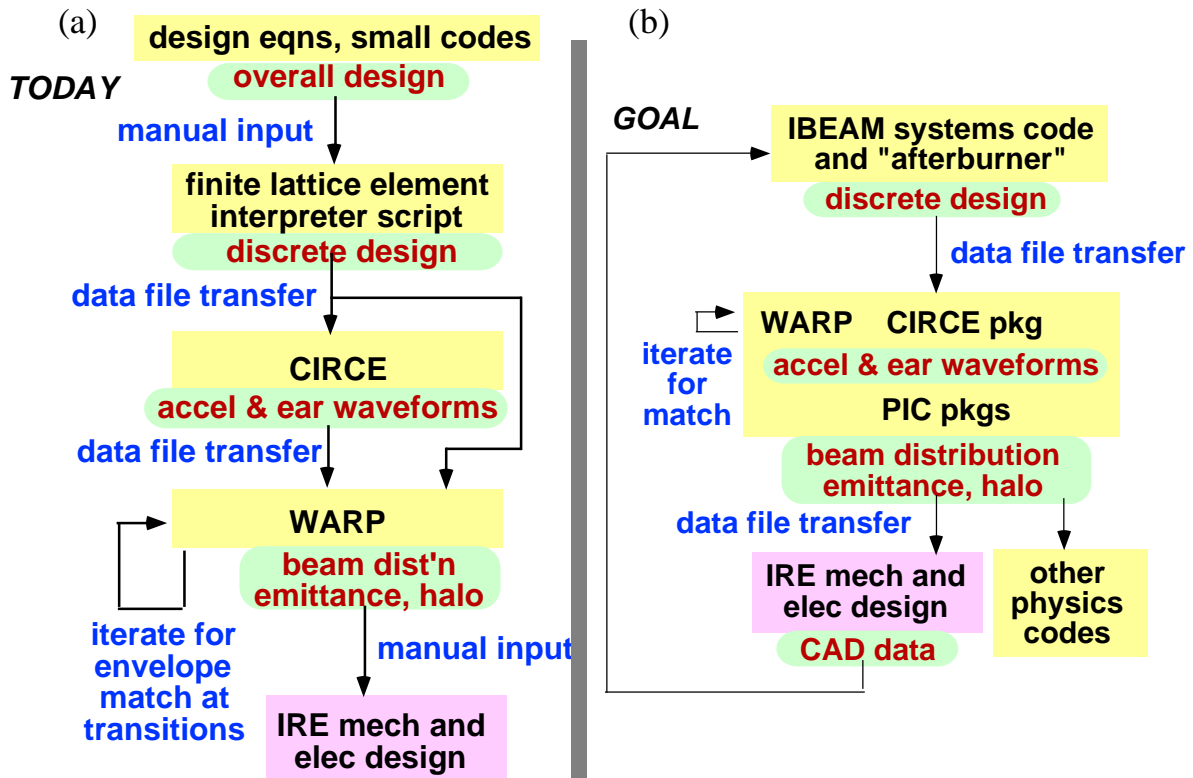 (a)
design eqns, small codes
overall design
TODAY
manual input
finite lattice element
interpreter script
discrete design
data file transfer
CIRCE
accel & ear waveforms
data file transfer
WARP
beam dist'n
emittance, halo
iterate for
envelope
match at
transitions
manual input
IRE mech and
elec design
(b)
GOAL
IBEAM systems code
and "afterburner"
discrete design
data file transfer
WARP CIRCE pkg
iterate
for
match
accel & ear waveforms
PIC pkgs
beam distribution
emittance, halo
data file transfer
IRE mech and
elec design
CAD data
other
physics
codes